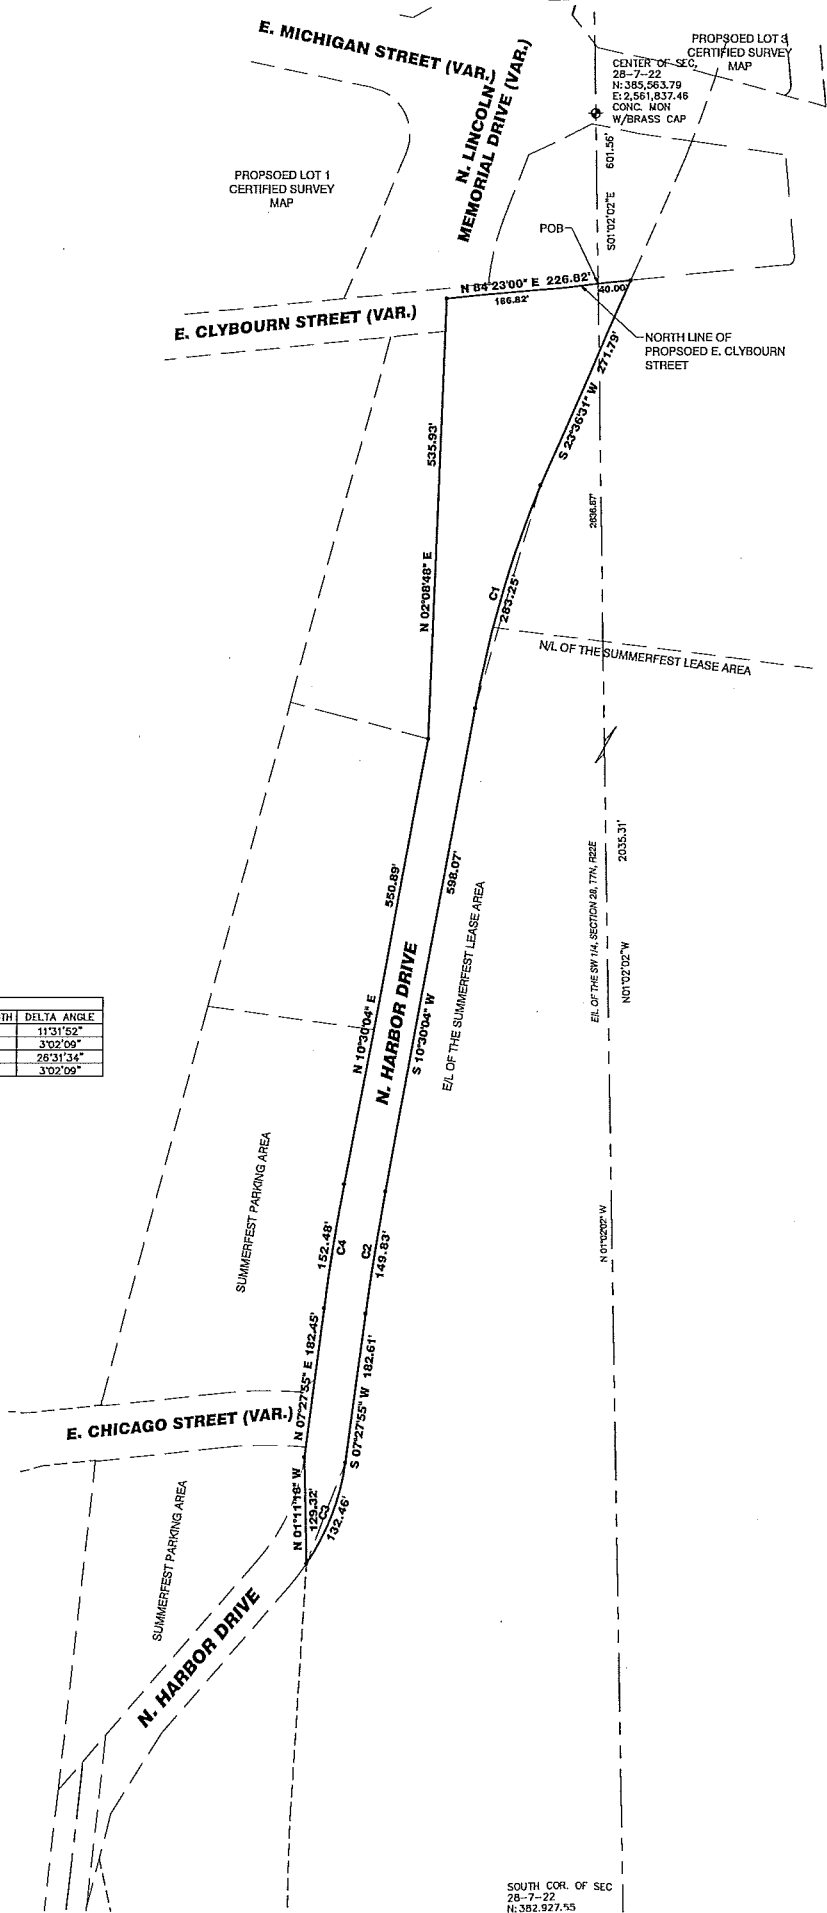 E. MICHIGAN STREET (VAR.)
N. LINCOLN
MEMORIAL DRIVE (VAR.)
PROPSOED LOT 3
CERTIFIED SURVEY
MAP
CENTER OF SEC.
28-7-22
N: 385,563.79
E: 2,561,837.46
CONC. MON
W/BRASS CAP
601.56'
S01°02'02"E
PROPSOED LOT 1
CERTIFIED SURVEY
MAP
POB
N 84°23'00" E 226.82'
186.82'
40.00'
E. CLYBOURN STREET (VAR.)
NORTH LINE OF
PROPSOED E. CLYBOURN
STREET
S 23°36'31" W 271.79'
535.93'
N 02°08'48" E
2636.87'
C1
283.25'
N/L OF THE SUMMERFEST LEASE AREA
550.89'
N 10°30'04" E
598.07'
S 10°30'04" W
N. HARBOR DRIVE
E/L OF THE SUMMERFEST LEASE AREA
E/L OF THE SW 1/4, SECTION 28, T7N, R22E
2035.31'
N01°02'02"W
TH DELTA ANGLE
11°31'52"
3°02'09"
26°31'34"
3°02'09"
SUMMERFEST PARKING AREA
N 01°02'02" W
152.48'
C4
C2
149.83'
N 07°27'55" E 182.45'
S 07°27'55" W 182.61'
E. CHICAGO STREET (VAR.)
N 01°11'18" W
129.32'
C3
132.46'
SUMMERFEST PARKING AREA
N. HARBOR DRIVE
SOUTH COR. OF SEC
28-7-22
N: 382,927.55